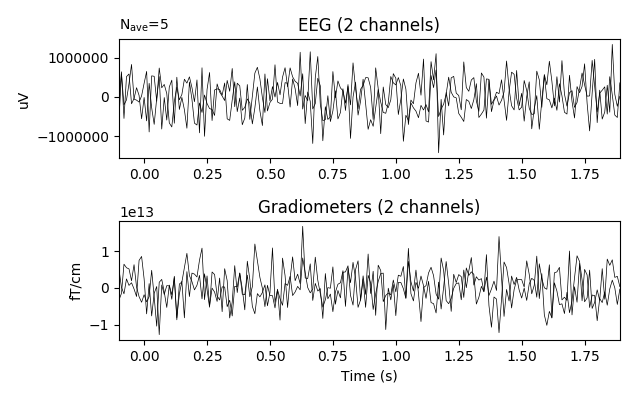 Nave=5
EEG (2 channels)
uV
1000000
0
−1000000
0.00 0.25 0.50 0.75 1.00 1.25 1.50 1.75
1e13
Gradiometers (2 channels)
fT/cm
1
0
−1
0.00 0.25 0.50 0.75 1.00 1.25 1.50 1.75
Time (s)